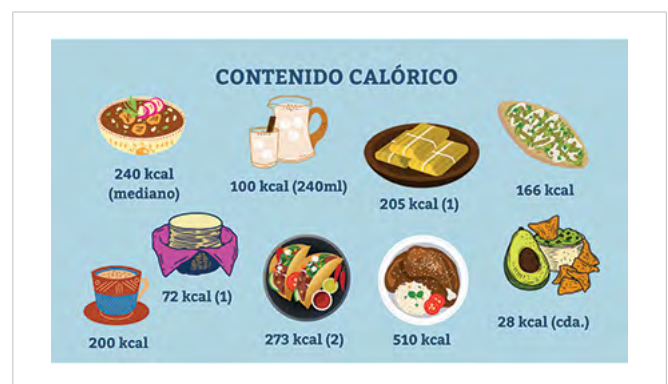 CONTENIDO CALÓRICO
240 kcal
(mediano)
100 kcal (240ml)
205 kcal (1)
166 kcal
200 kcal
72 kcal (1)
273 kcal (2)
510 kcal
28 kcal (cda.)